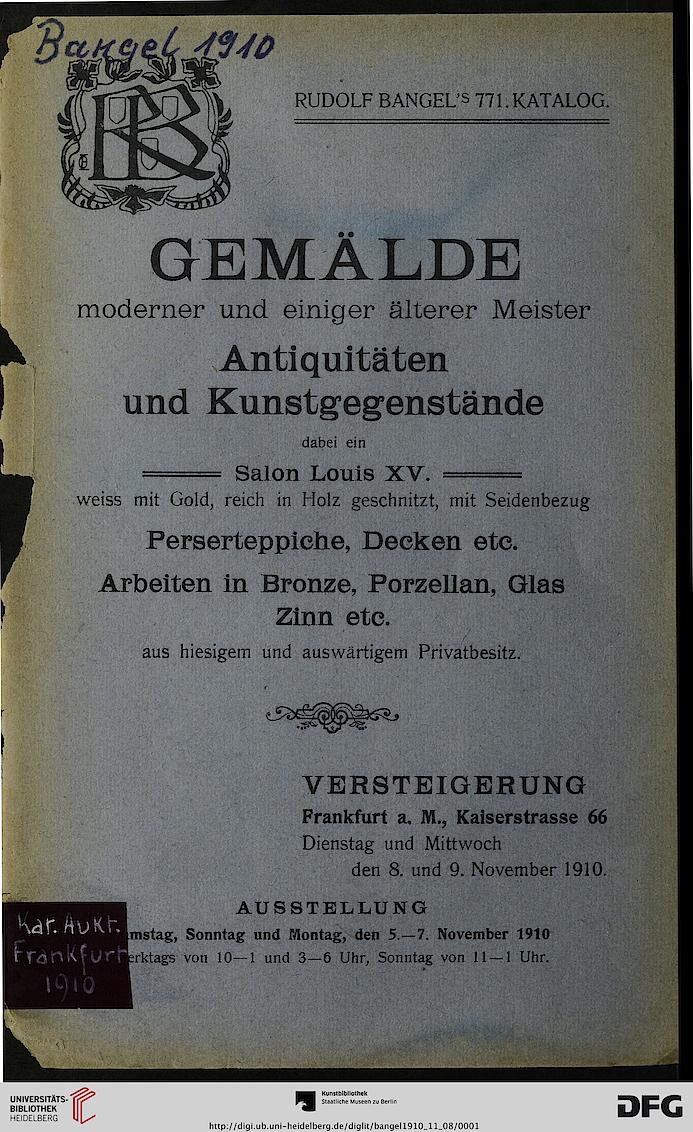 Bangel 1910
RUDOLF BANGEL'S 771. KATALOG.
RB
GEMÄLDE
moderner und einiger älterer Meister
Antiquitäten
und Kunstgegenstände
dabei ein
Salon Louis XV.
weiss mit Gold, reich in Holz geschnitzt, mit Seidenbezug
Perserteppiche, Decken etc.
Arbeiten in Bronze, Porzellan, Glas
Zinn etc.
aus hiesigem und auswärtigem Privatbesitz.
VERSTEIGERUNG
Frankfurt a. M., Kaiserstrasse 66
Dienstag und Mittwoch
den 8. und 9. November 1910.
AUSSTELLUNG
mstag, Sonntag und Montag, den 5.—7. November 1910
erktags von 10—1 und 3—6 Uhr, Sonntag von 11—1 Uhr.
Kat. Aukt.
Frankfurt
1910
UNIVERSITÄTS-
BIBLIOTHEK
HEIDELBERG
Kunstbibliothek
Staatliche Museen zu Berlin
DFG
http://digi.ub.uni-heidelberg.de/diglit/bangel1910_11_08/0001